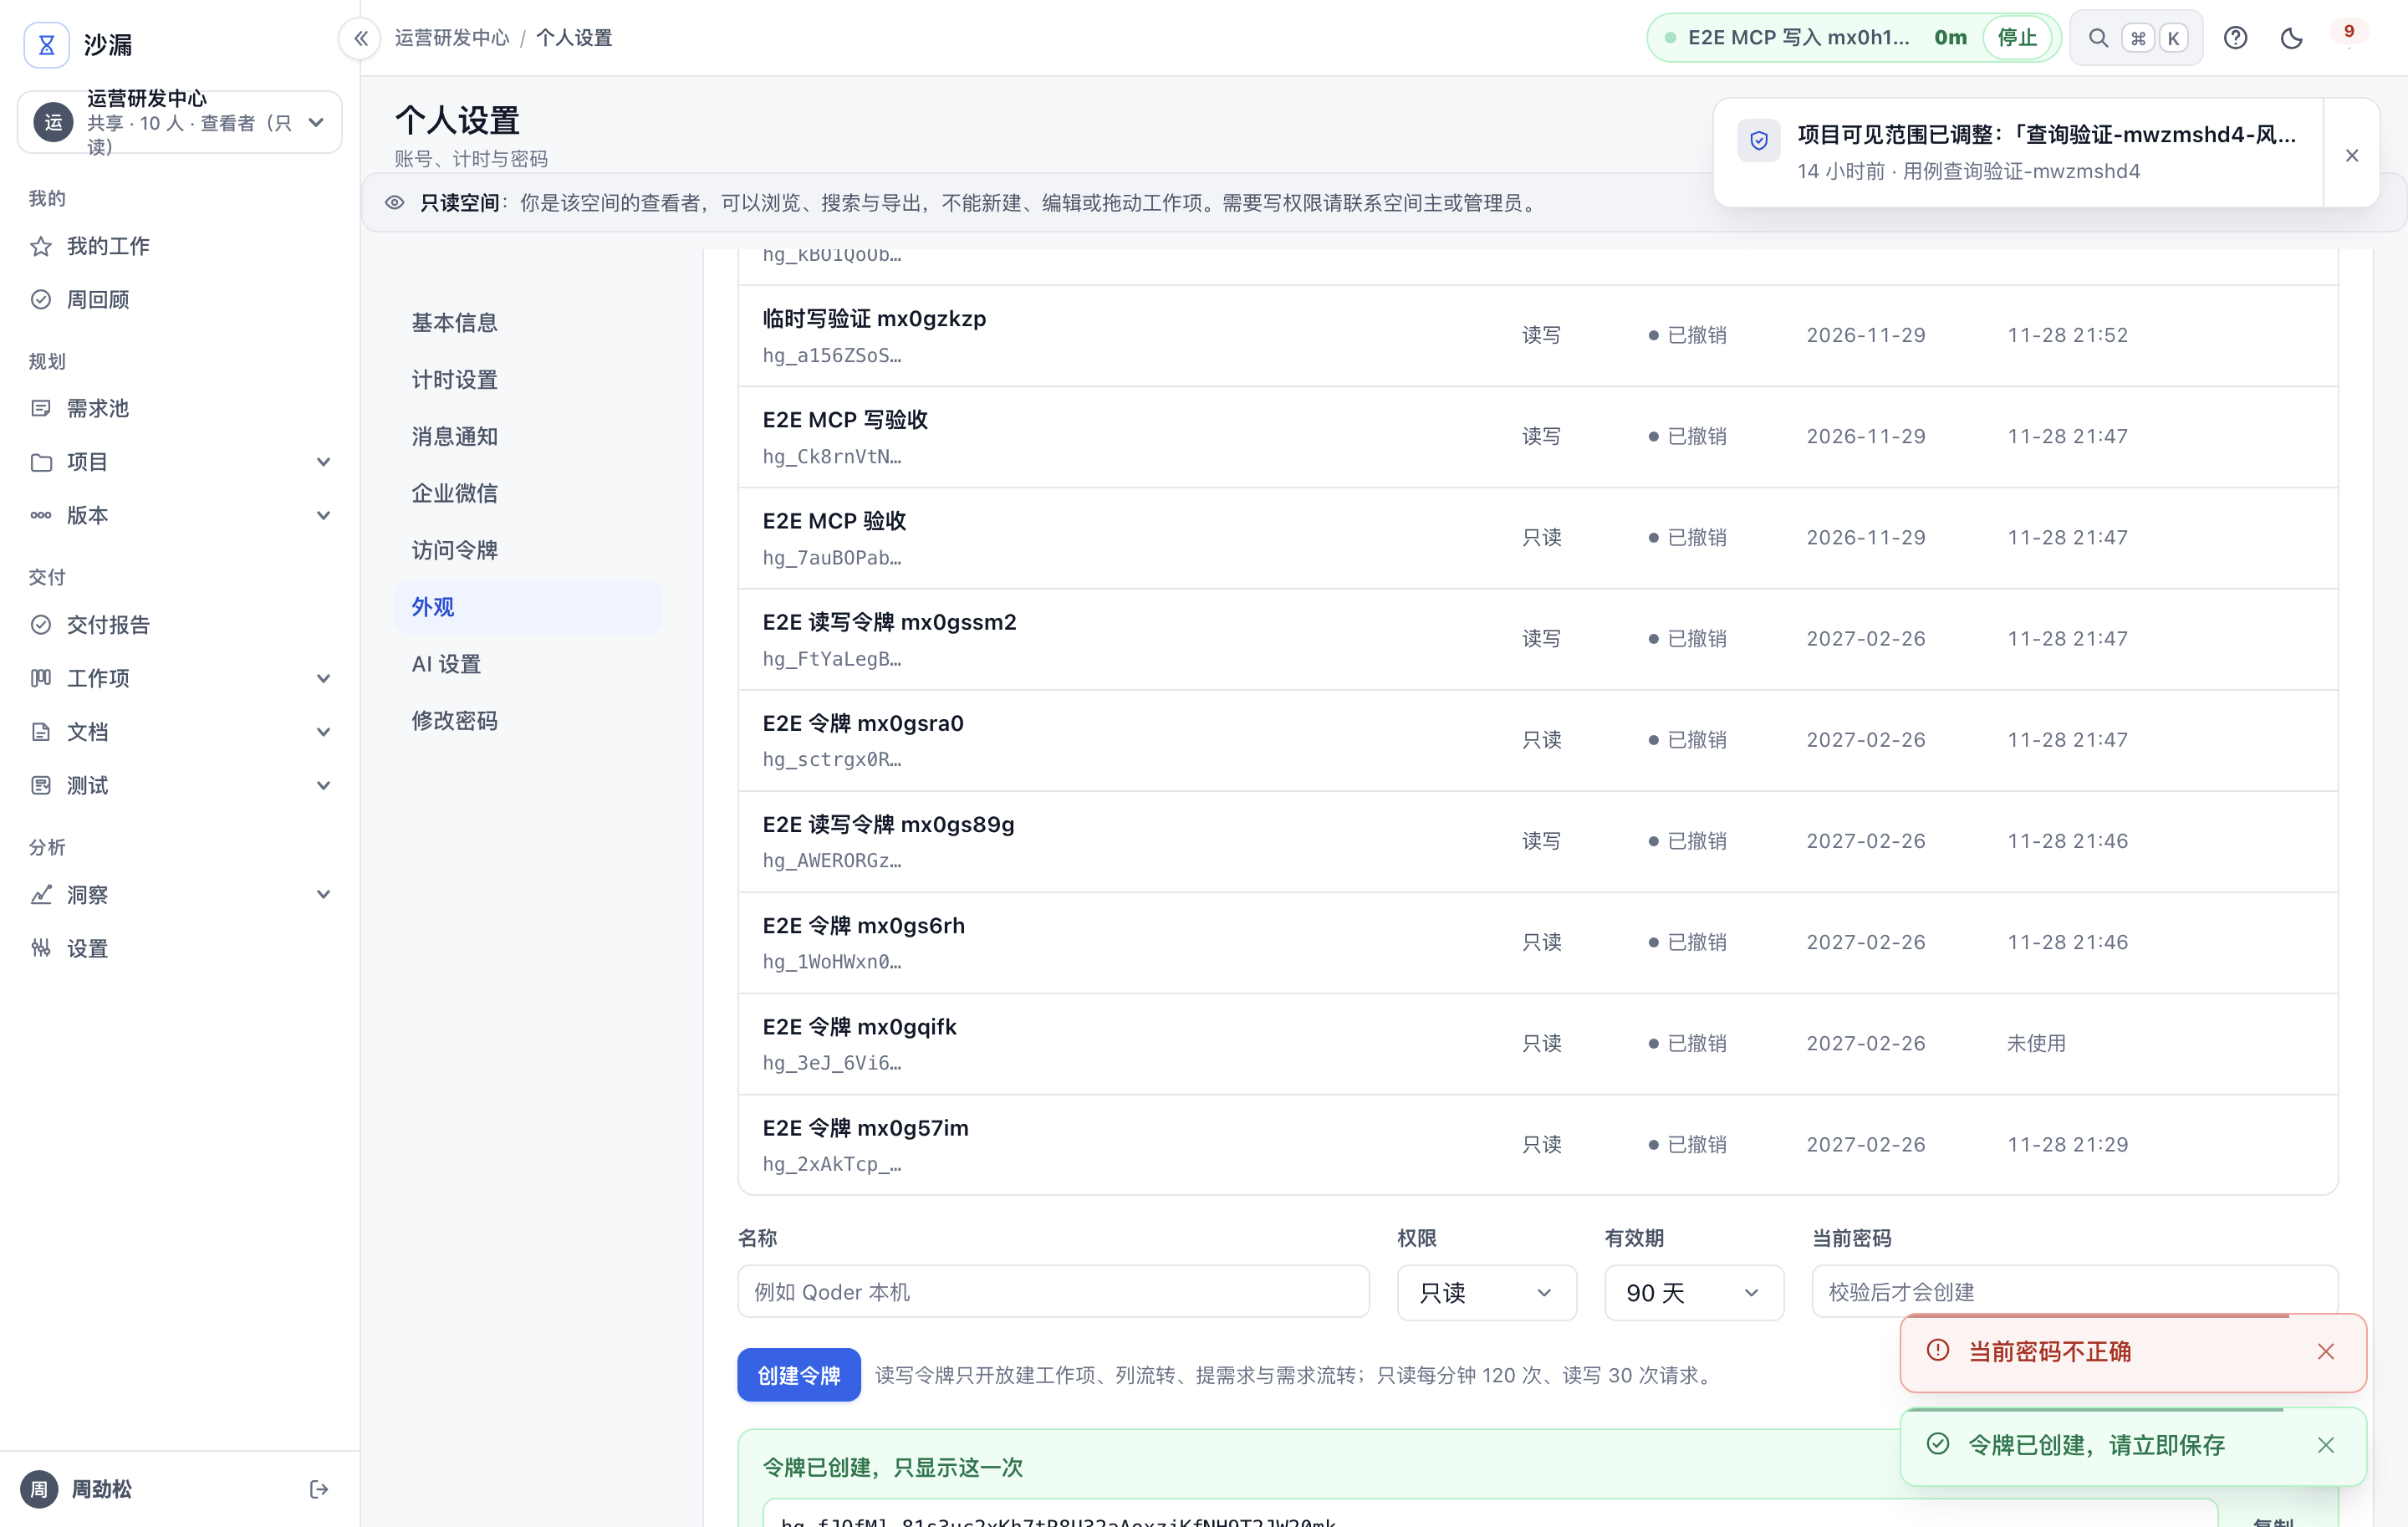 沙漏
运营研发中心 / 个人设置
E2E MCP 写入 mx0h1... 0m 停止
⌘ K
9
运
运营研发中心
共享 · 10 人 · 查看者（只
读）
我的
我的工作
周回顾
规划
需求池
项目
版本
交付
交付报告
工作项
文档
测试
分析
洞察
设置
周 周劲松
个人设置
账号、计时与密码
项目可见范围已调整：「查询验证-mwzmshd4-风...
14 小时前 · 用例查询验证-mwzmshd4
只读空间：你是该空间的查看者，可以浏览、搜索与导出，不能新建、编辑或拖动工作项。需要写权限请联系空间主或管理员。
基本信息
计时设置
消息通知
企业微信
访问令牌
外观
AI 设置
修改密码
临时写验证 mx0gzkzp
hg_a156ZSoS…
读写 已撤销 2026-11-29 11-28 21:52
E2E MCP 写验收
hg_Ck8rnVtN…
读写 已撤销 2026-11-29 11-28 21:47
E2E MCP 验收
hg_7auBOPab…
只读 已撤销 2026-11-29 11-28 21:47
E2E 读写令牌 mx0gssm2
hg_FtYaLegB…
读写 已撤销 2027-02-26 11-28 21:47
E2E 令牌 mx0gsra0
hg_sctrgx0R…
只读 已撤销 2027-02-26 11-28 21:47
E2E 读写令牌 mx0gs89g
hg_AWERORGz…
读写 已撤销 2027-02-26 11-28 21:46
E2E 令牌 mx0gs6rh
hg_1WoHWxn0…
只读 已撤销 2027-02-26 11-28 21:46
E2E 令牌 mx0gqifk
hg_3eJ_6Vi6…
只读 已撤销 2027-02-26 未使用
E2E 令牌 mx0g57im
hg_2xAkTcp_…
只读 已撤销 2027-02-26 11-28 21:29
名称 权限 有效期 当前密码
例如 Qoder 本机 只读 90 天 校验后才会创建
创建令牌 读写令牌只开放建工作项、列流转、提需求与需求流转；只读每分钟 120 次、读写 30 次请求。
当前密码不正确
令牌已创建，请立即保存
令牌已创建，只显示这一次